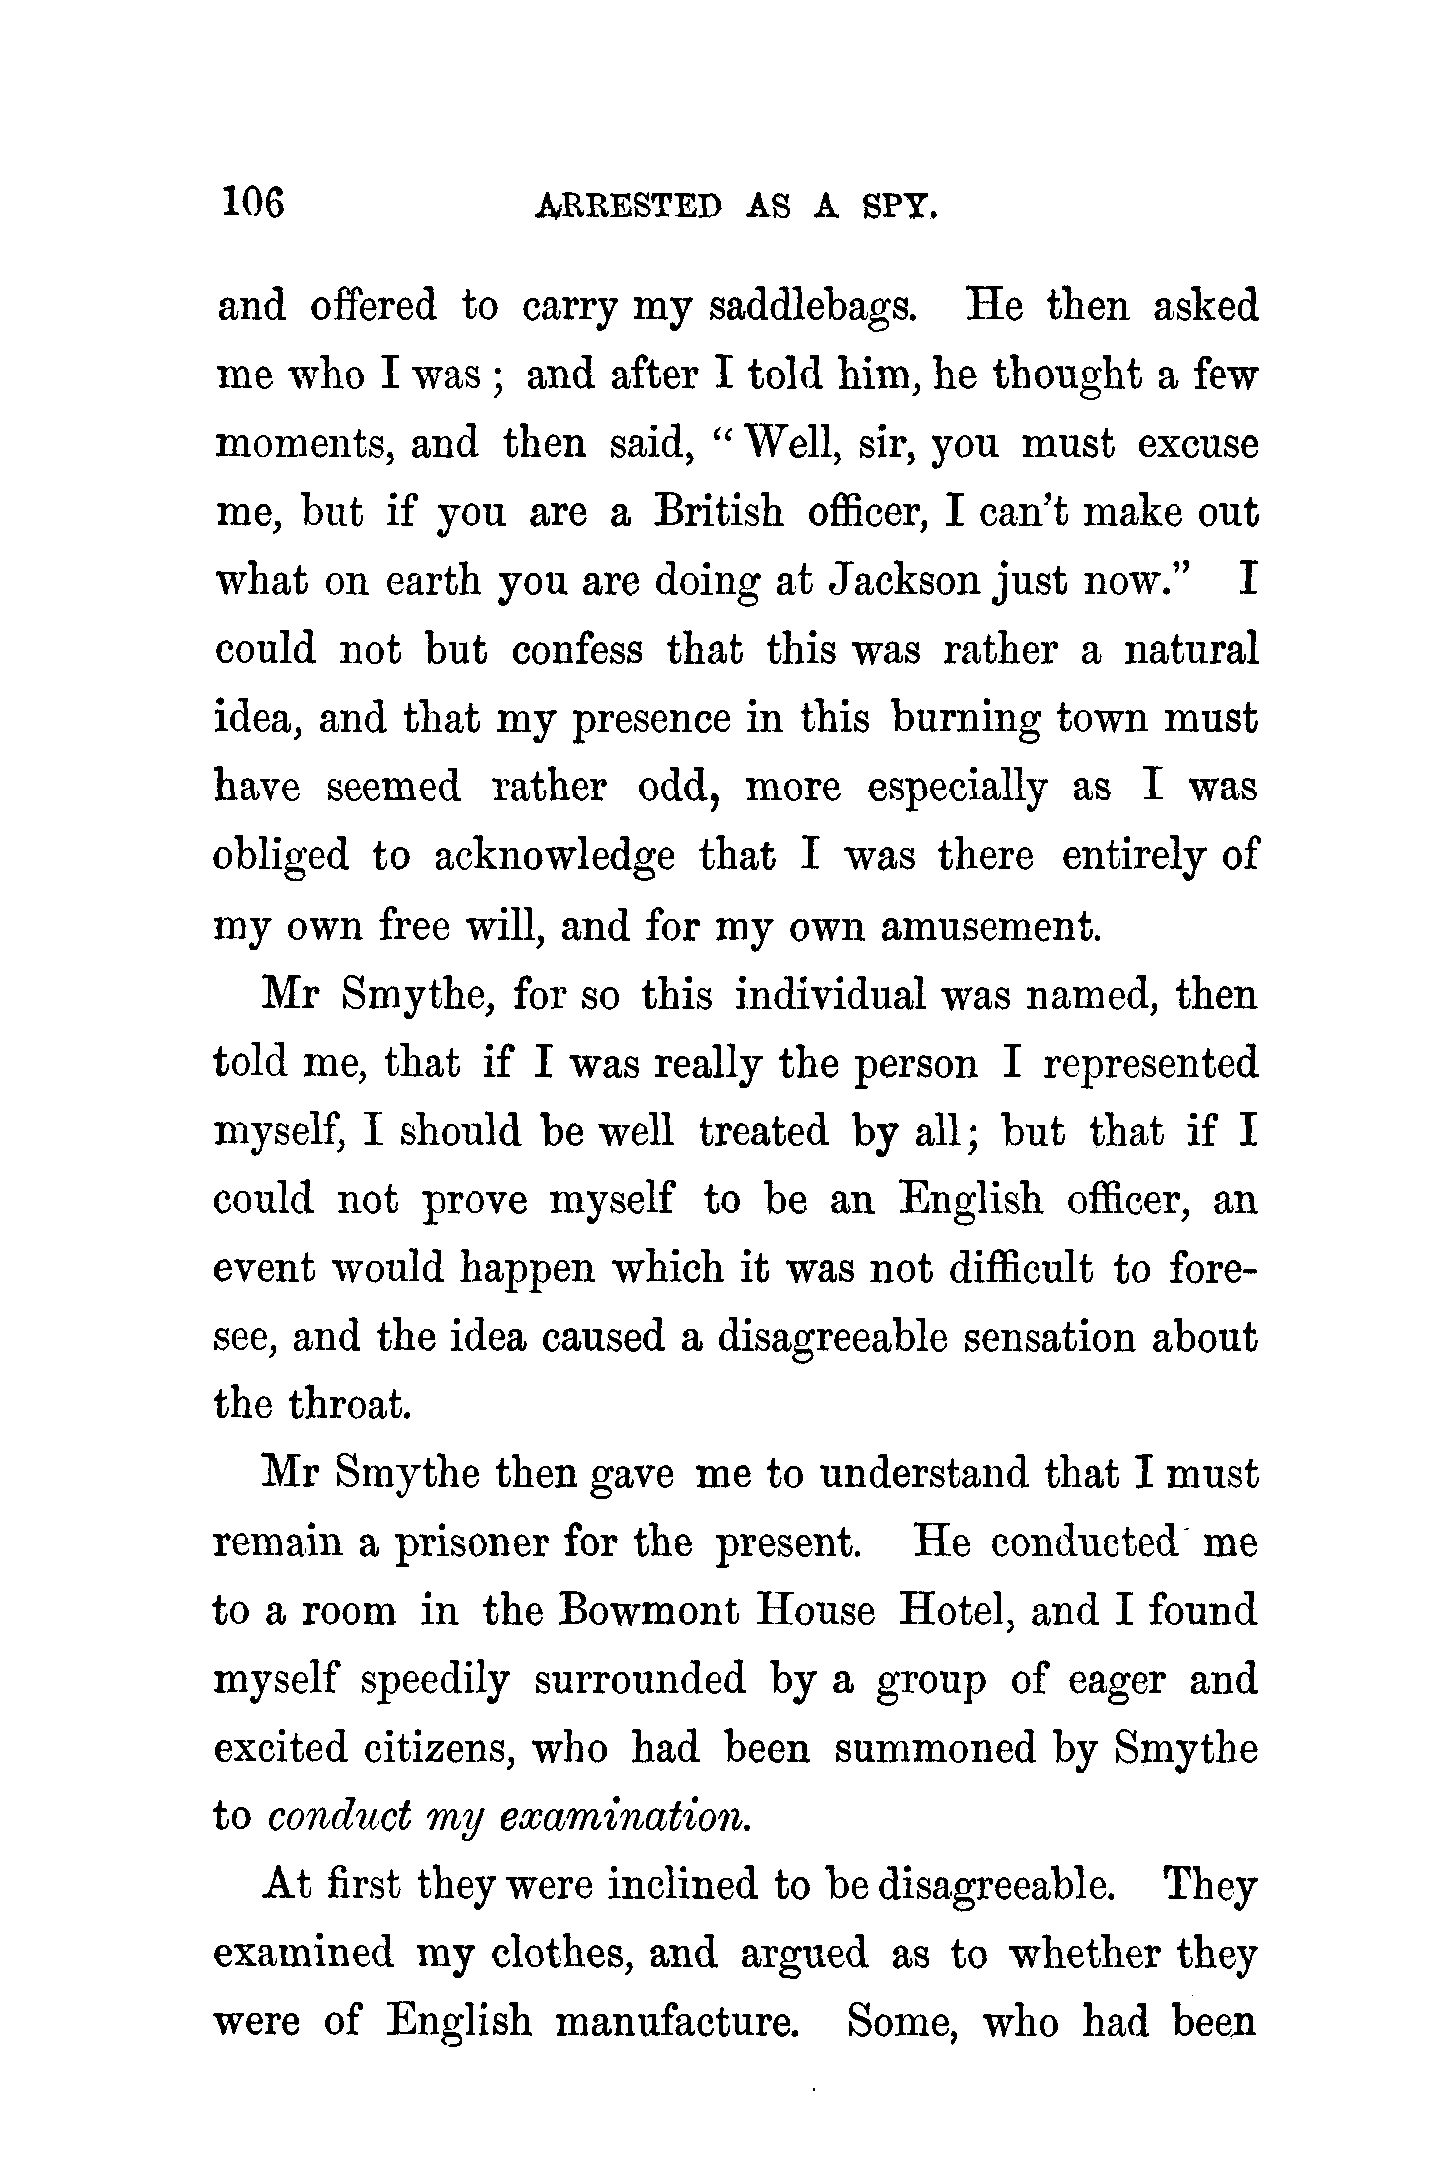 106 ARRESTED AS A SPY.
and offered to carry my saddlebags. He then asked
me who I was ; and after I told him, he thought a few
moments, and then said, “ Well, sir, you must excuse
me, but if you are a British officer, I can’t make out
what on earth you are doing at Jackson just now.” I
could not but confess that this was rather a natural
idea, and that my presence in this burning town must
have seemed rather odd, more especially as I was
obliged to acknowledge that I was there entirely of
my own free will, and for my own amusement.
Mr Smythe, for so this individual was named, then
told me, that if I was really the person I represented
myself, I should be well treated by all; but that if I
could not prove myself to be an English officer, an
event would happen which it was not difficult to fore-
see, and the idea caused a disagreeable sensation about
the throat.
Mr Smythe then gave me to understand that I must
remain a prisoner for the present. He conducted me
to a room in the Bowmont House Hotel, and I found
myself speedily surrounded by a group of eager and
excited citizens, who had been summoned by Smythe
to conduct my examination.
At first they were inclined to be disagreeable. They
examined my clothes, and argued as to whether they
were of English manufacture. Some, who had been